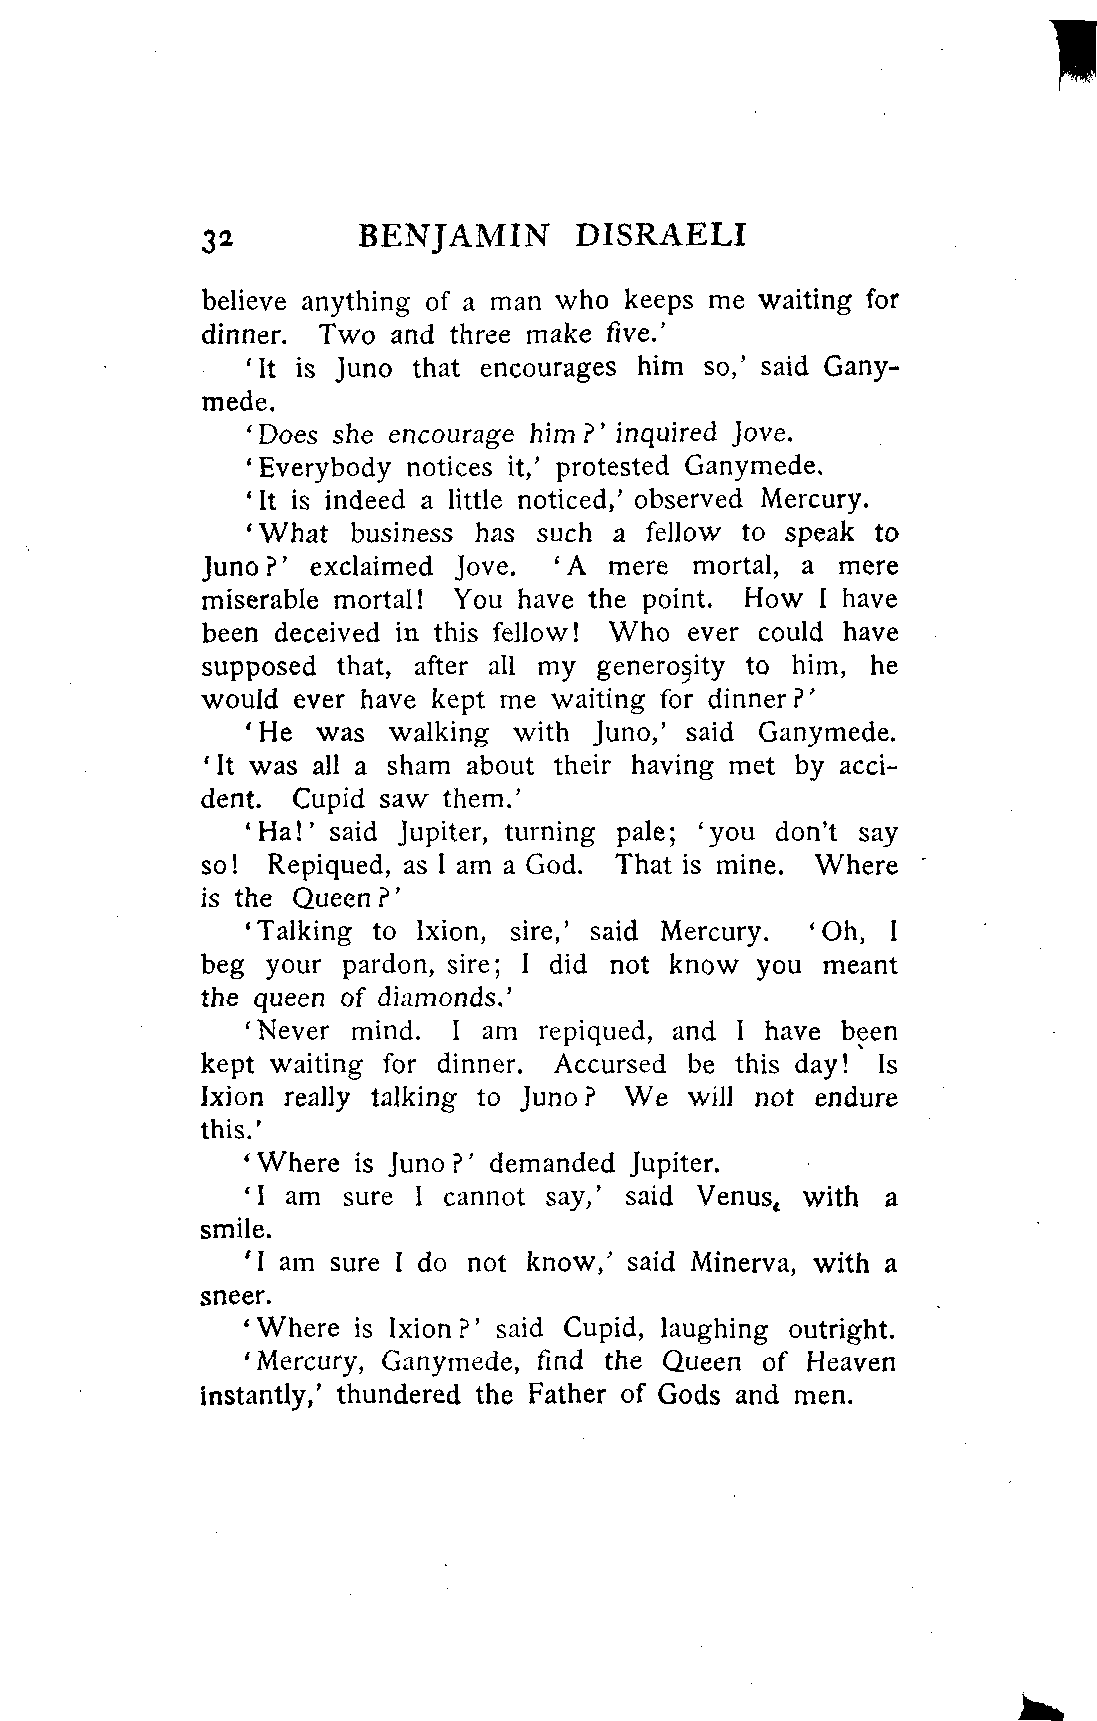 32 BENJAMIN DISRAELI
believe anything of a man who keeps me waiting for
dinner. Two and three make five.'
'It is Juno that encourages him so,' said Gany-
mede.
'Does she encourage him?' inquired Jove.
'Everybody notices it,' protested Ganymede.
'It is indeed a little noticed,' observed Mercury.
'What business has such a fellow to speak to
Juno?' exclaimed Jove. 'A mere mortal, a mere
miserable mortal! You have the point. How I have
been deceived in this fellow! Who ever could have
supposed that, after all my generosity to him, he
would ever have kept me waiting for dinner?'
'He was walking with Juno,' said Ganymede.
'It was all a sham about their having met by acci-
dent. Cupid saw them.'
'Ha!' said Jupiter, turning pale; 'you don't say
so! Repiqued, as I am a God. That is mine. Where
is the Queen?'
'Talking to Ixion, sire,' said Mercury. 'Oh, I
beg your pardon, sire; I did not know you meant
the queen of diamonds.'
'Never mind. I am repiqued, and I have been
kept waiting for dinner. Accursed be this day! Is
Ixion really talking to Juno? We will not endure
this.'
'Where is Juno?' demanded Jupiter.
'I am sure I cannot say,' said Venus, with a
smile.
'I am sure I do not know,' said Minerva, with a
sneer.
'Where is Ixion?' said Cupid, laughing outright.
'Mercury, Ganymede, find the Queen of Heaven
instantly,' thundered the Father of Gods and men.